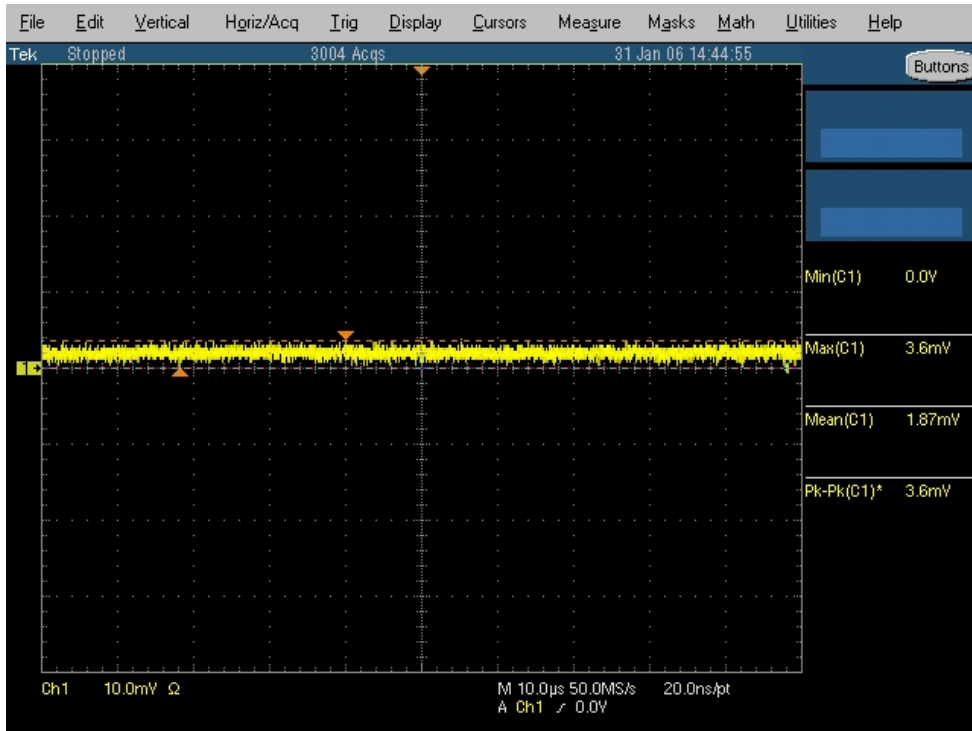 File Edit Vertical Horiz/Acq Trig Display Cursors Measure Masks Math Utilities Help
Tek Stopped 3004 Acqs 31 Jan 06 14:44:55
Buttons
Min(C1) 0.0V
Max(C1) 3.6mV
1
Mean(C1) 1.87mV
Pk-Pk(C1)* 3.6mV
Ch1 10.0mV Ω M 10.0µs 50.0MS/s 20.0ns/pt
A Ch1 ∕ 0.0V